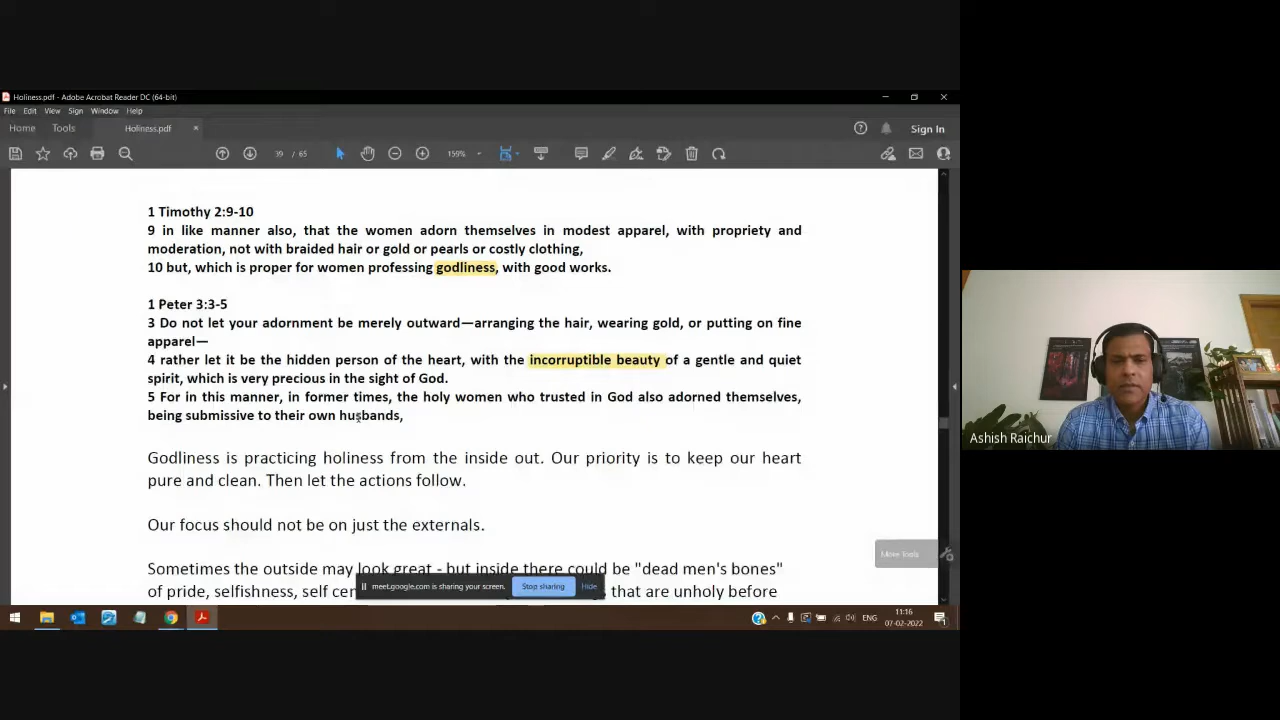 Holiness.pdf - Adobe Acrobat Reader DC (64-bit)
File Edit View Sign Window Help
Home Tools Holiness.pdf × Sign In
39 / 65 159%
1 Timothy 2:9-10
9 in like manner also, that the women adorn themselves in modest apparel, with propriety and
moderation, not with braided hair or gold or pearls or costly clothing,
10 but, which is proper for women professing godliness, with good works.
1 Peter 3:3-5
3 Do not let your adornment be merely outward—arranging the hair, wearing gold, or putting on fine
apparel—
4 rather let it be the hidden person of the heart, with the incorruptible beauty of a gentle and quiet
spirit, which is very precious in the sight of God.
5 For in this manner, in former times, the holy women who trusted in God also adorned themselves,
being submissive to their own husbands,
Godliness is practicing holiness from the inside out. Our priority is to keep our heart
pure and clean. Then let the actions follow.
Our focus should not be on just the externals.
More Tools
Sometimes the outside may look great - but inside there could be "dead men's bones"
of pride, selfishness, self that are unholy before
meet.google.com is sharing your screen. Stop sharing Hide
ENG
11:16
07-02-2022
Ashish Raichur